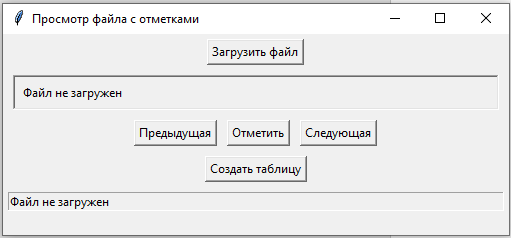 Просмотр файла с отметками
Загрузить файл
Файл не загружен
Предыдущая Отметить Следующая
Создать таблицу
Файл не загружен